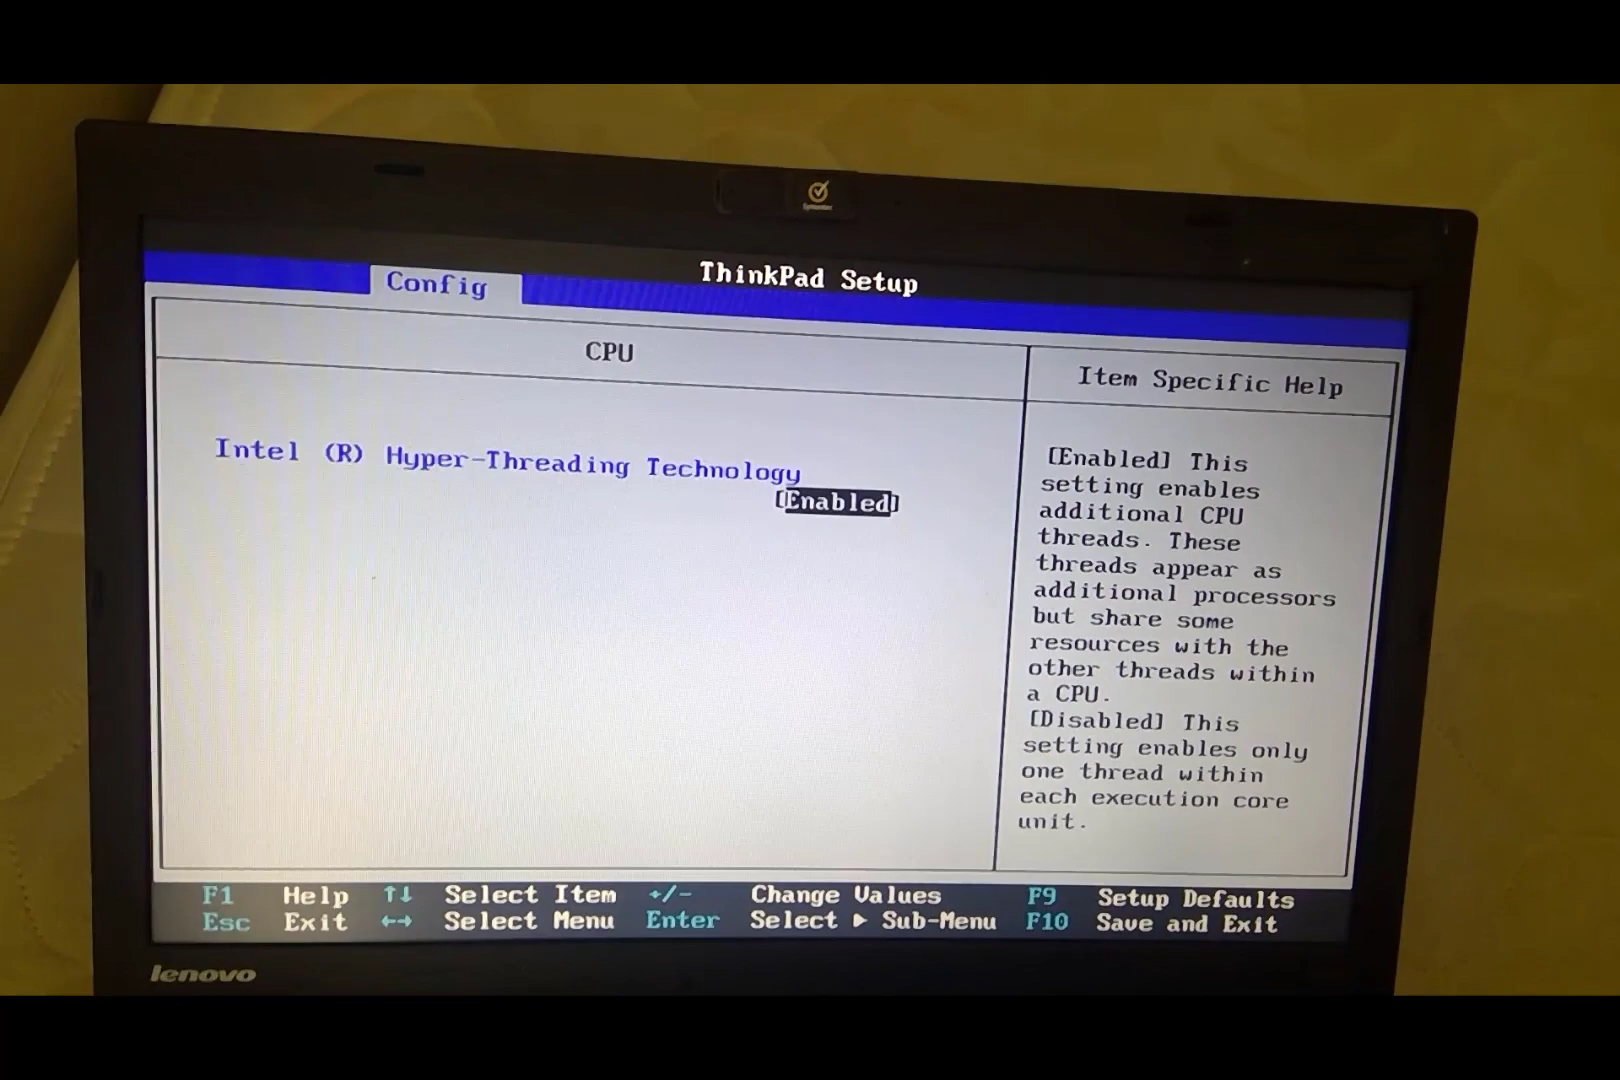 Symantec
ThinkPad Setup
Config
CPU
Item Specific Help
Intel (R) Hyper-Threading Technology
[Enabled]
[Enabled] This
setting enables
additional CPU
threads. These
threads appear as
additional processors
but share some
resources with the
other threads within
a CPU.
[Disabled] This
setting enables only
one thread within
each execution core
unit.
F1 Help ↑↓ Select Item +/- Change Values F9 Setup Defaults
Esc Exit ←→ Select Menu Enter Select ▶ Sub-Menu F10 Save and Exit
lenovo